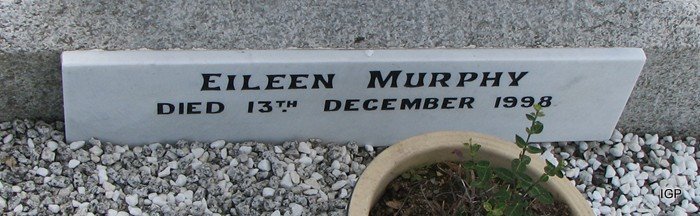 EILEEN MURPHY
DIED 13TH DECEMBER 1998
IGP